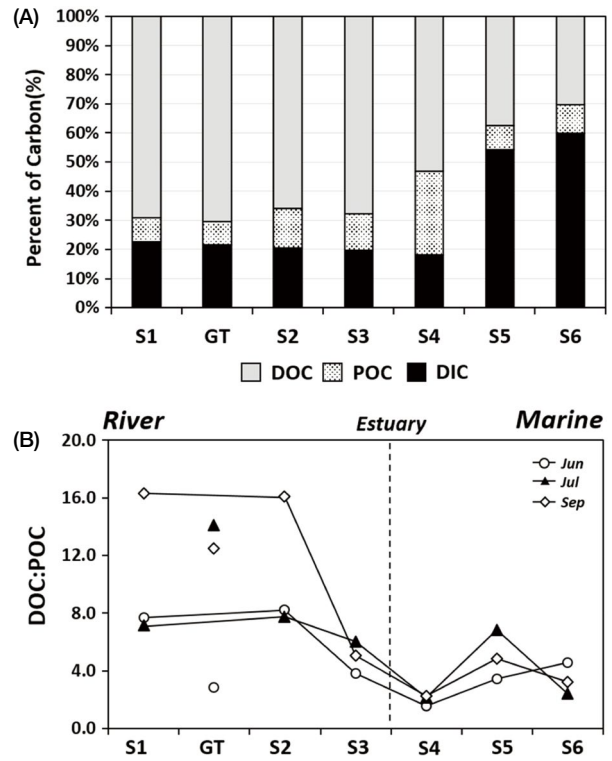 (A)
100%
90%
80%
70%
60%
50%
40%
30%
20%
10%
0%
Percent of Carbon(%)
S1 GT S2 S3 S4 S5 S6
DOC POC DIC
(B)
River Estuary Marine
20.0
16.0
12.0
8.0
4.0
0.0
DOC:POC
Jun
Jul
Sep
S1 GT S2 S3 S4 S5 S6